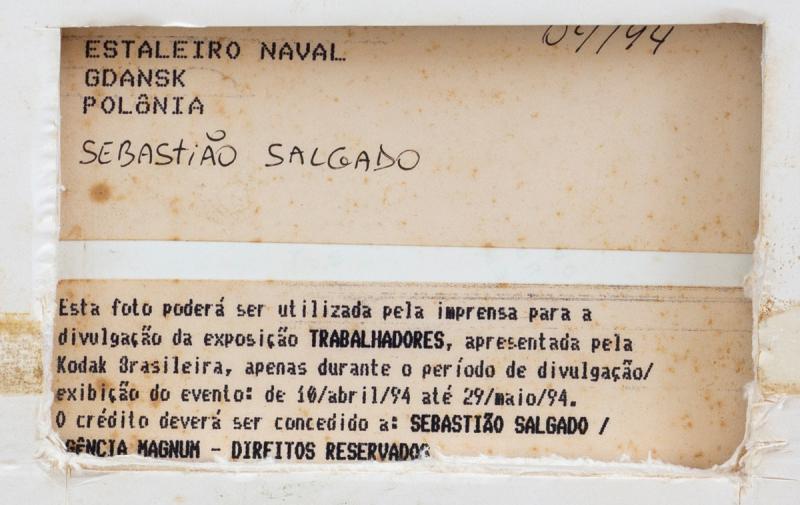 04/94
ESTALEIRO NAVAL
GDANSK
POLôNIA
SEBASTIÃO SALGADO
Esta foto poderá ser utilizada pela imprensa para a
divulgação da exposição TRABALHADORES, apresentada pela
Kodak Brasileira, apenas durante o período de divulgação/
exibição do evento: de 10/abril/94 até 29/maio/94.
O crédito deverá ser concedido a: SEBASTIÃO SALGADO /
AGÊNCIA MAGNUM - DIRFITOS RESERVADOS